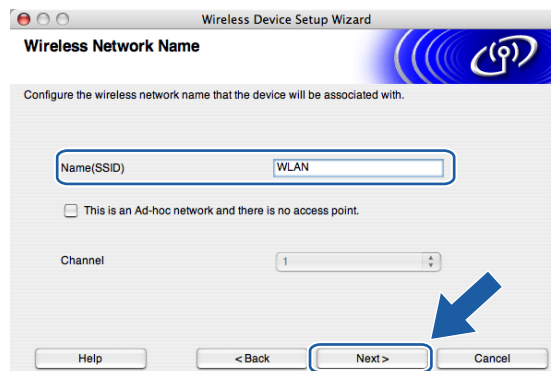 Wireless Device Setup Wizard
Wireless Network Name
Configure the wireless network name that the device will be associated with.
Name(SSID) WLAN
This is an Ad-hoc network and there is no access point.
Channel 1
Help < Back Next > Cancel